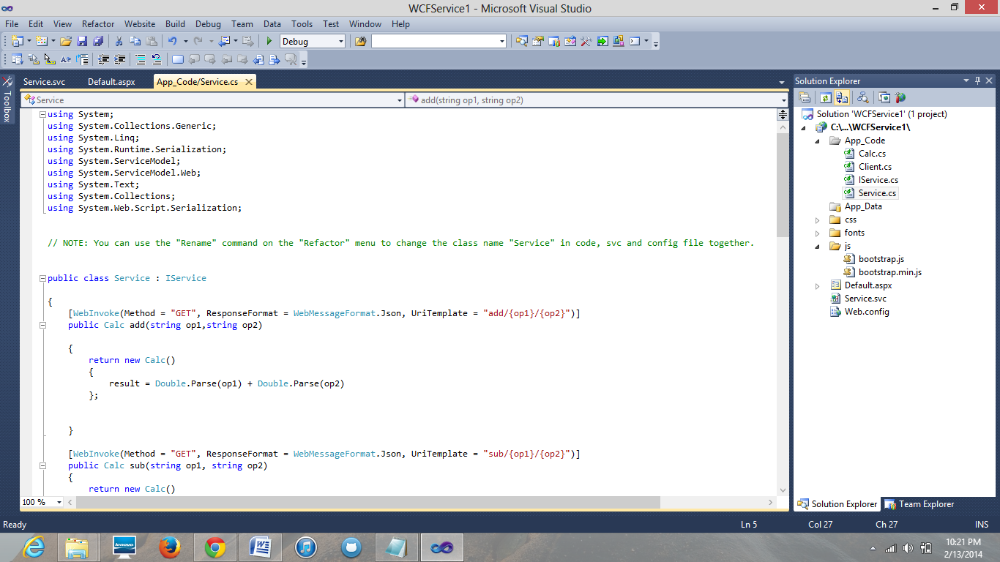 WCFService1 - Microsoft Visual Studio
File Edit View Refactor Website Build Debug Team Data Tools Test Window Help
Debug
Toolbox
Service.svc Default.aspx App_Code/Service.cs
Service add(string op1, string op2)
using System;
using System.Collections.Generic;
using System.Linq;
using System.Runtime.Serialization;
using System.ServiceModel;
using System.ServiceModel.Web;
using System.Text;
using System.Collections;
using System.Web.Script.Serialization;
// NOTE: You can use the "Rename" command on the "Refactor" menu to change the class name "Service" in code, svc and config file together.
public class Service : IService
{
[WebInvoke(Method = "GET", ResponseFormat = WebMessageFormat.Json, UriTemplate = "add/{op1}/{op2}")]
public Calc add(string op1,string op2)
{
return new Calc()
{
result = Double.Parse(op1) + Double.Parse(op2)
};
}
[WebInvoke(Method = "GET", ResponseFormat = WebMessageFormat.Json, UriTemplate = "sub/{op1}/{op2}")]
public Calc sub(string op1, string op2)
{
return new Calc()
100 %
Solution Explorer
Solution 'WCFService1' (1 project)
C:\...\WCFService1\
App_Code
Calc.cs
Client.cs
IService.cs
Service.cs
App_Data
css
fonts
js
bootstrap.js
bootstrap.min.js
Default.aspx
Service.svc
Web.config
Solution Explorer Team Explorer
Ready Ln 5 Col 27 Ch 27 INS
lenovo
10:21 PM
2/13/2014